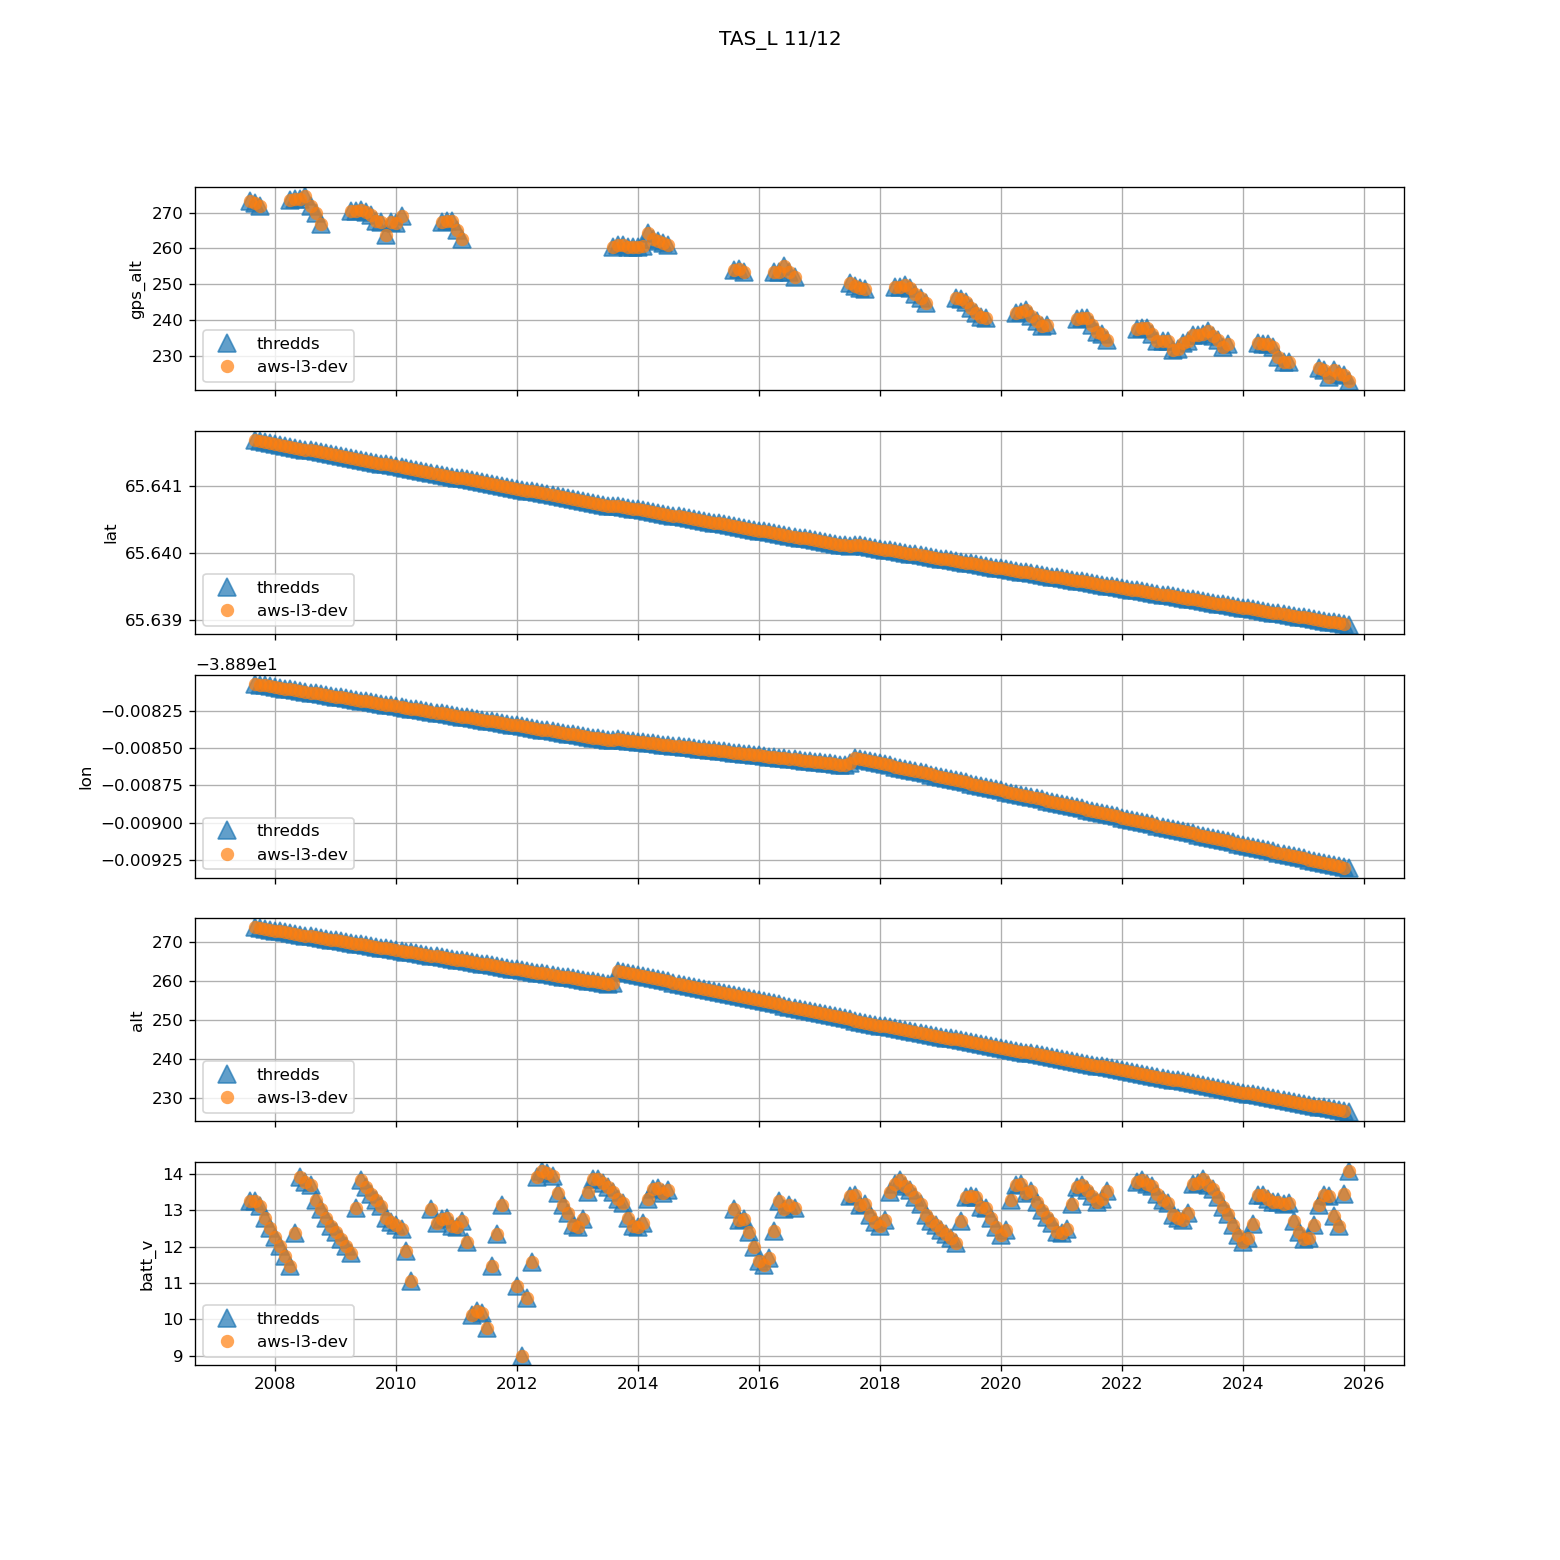 TAS_L 11/12
270
260
250
240
230
gps_alt
thredds
aws-l3-dev
65.641
65.640
65.639
lat
thredds
aws-l3-dev
−3.889e1
−0.00825
−0.00850
−0.00875
−0.00900
−0.00925
lon
thredds
aws-l3-dev
270
260
250
240
230
alt
thredds
aws-l3-dev
14
13
12
11
10
9
batt_v
thredds
aws-l3-dev
2008 2010 2012 2014 2016 2018 2020 2022 2024 2026